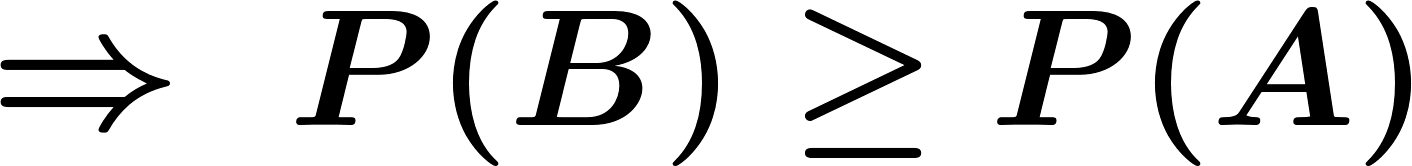 ⇒ P(B) ≥ P(A)